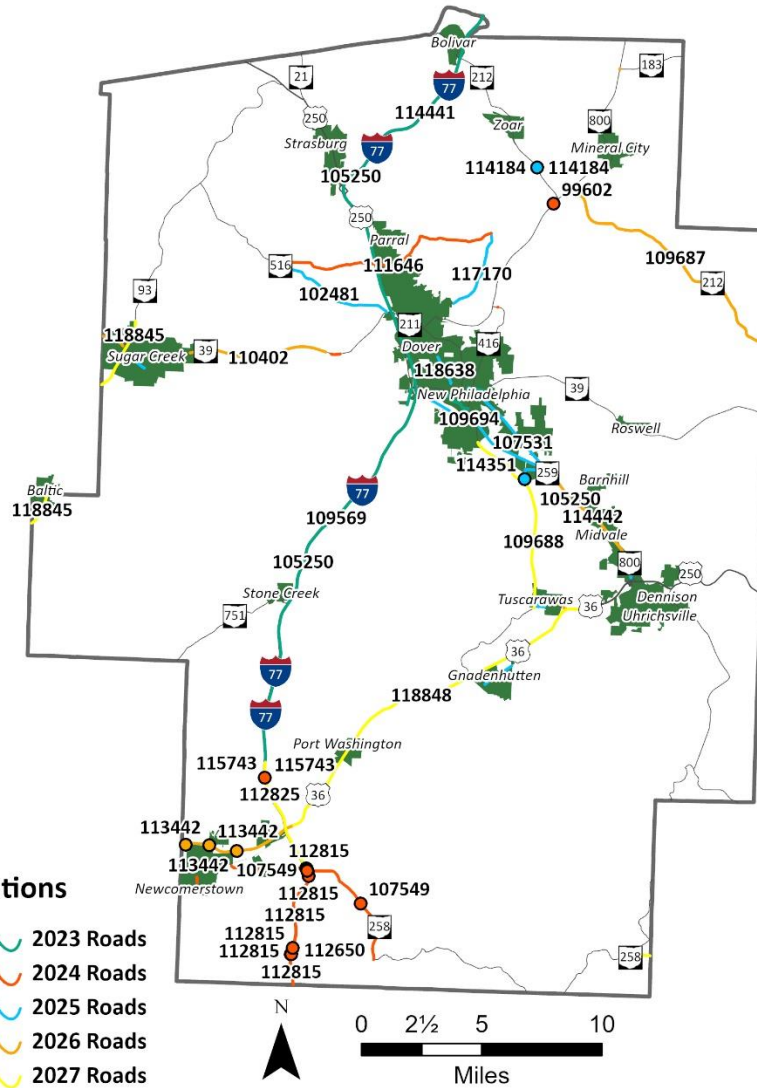 Bolivar
77
212
183
21
114441
250
Zoar
800
Strasburg
77
Mineral City
114184
114184
105250
99602
250
Parral
109687
516
111646
117170
212
93
102481
211
118845
Dover
416
Sugar Creek
39
110402
118638
39
New Philadelphia
109694
Roswell
107531
114351
259
Barnhill
77
105250
Baltic
118845
109569
114442
Midvale
109688
105250
800
250
Stone Creek
Tuscarawas
36
Dennison
751
Uhrichsville
36
77
Gnadenhutten
118848
77
Port Washington
115743
115743
112825
36
113442
113442
113442
107549
112815
Newcomerstown
112815
107549
112815
258
112815
112815
112650
258
112815
tions
2023 Roads
2024 Roads
2025 Roads
2026 Roads
2027 Roads
N
0
2½
5
10
Miles